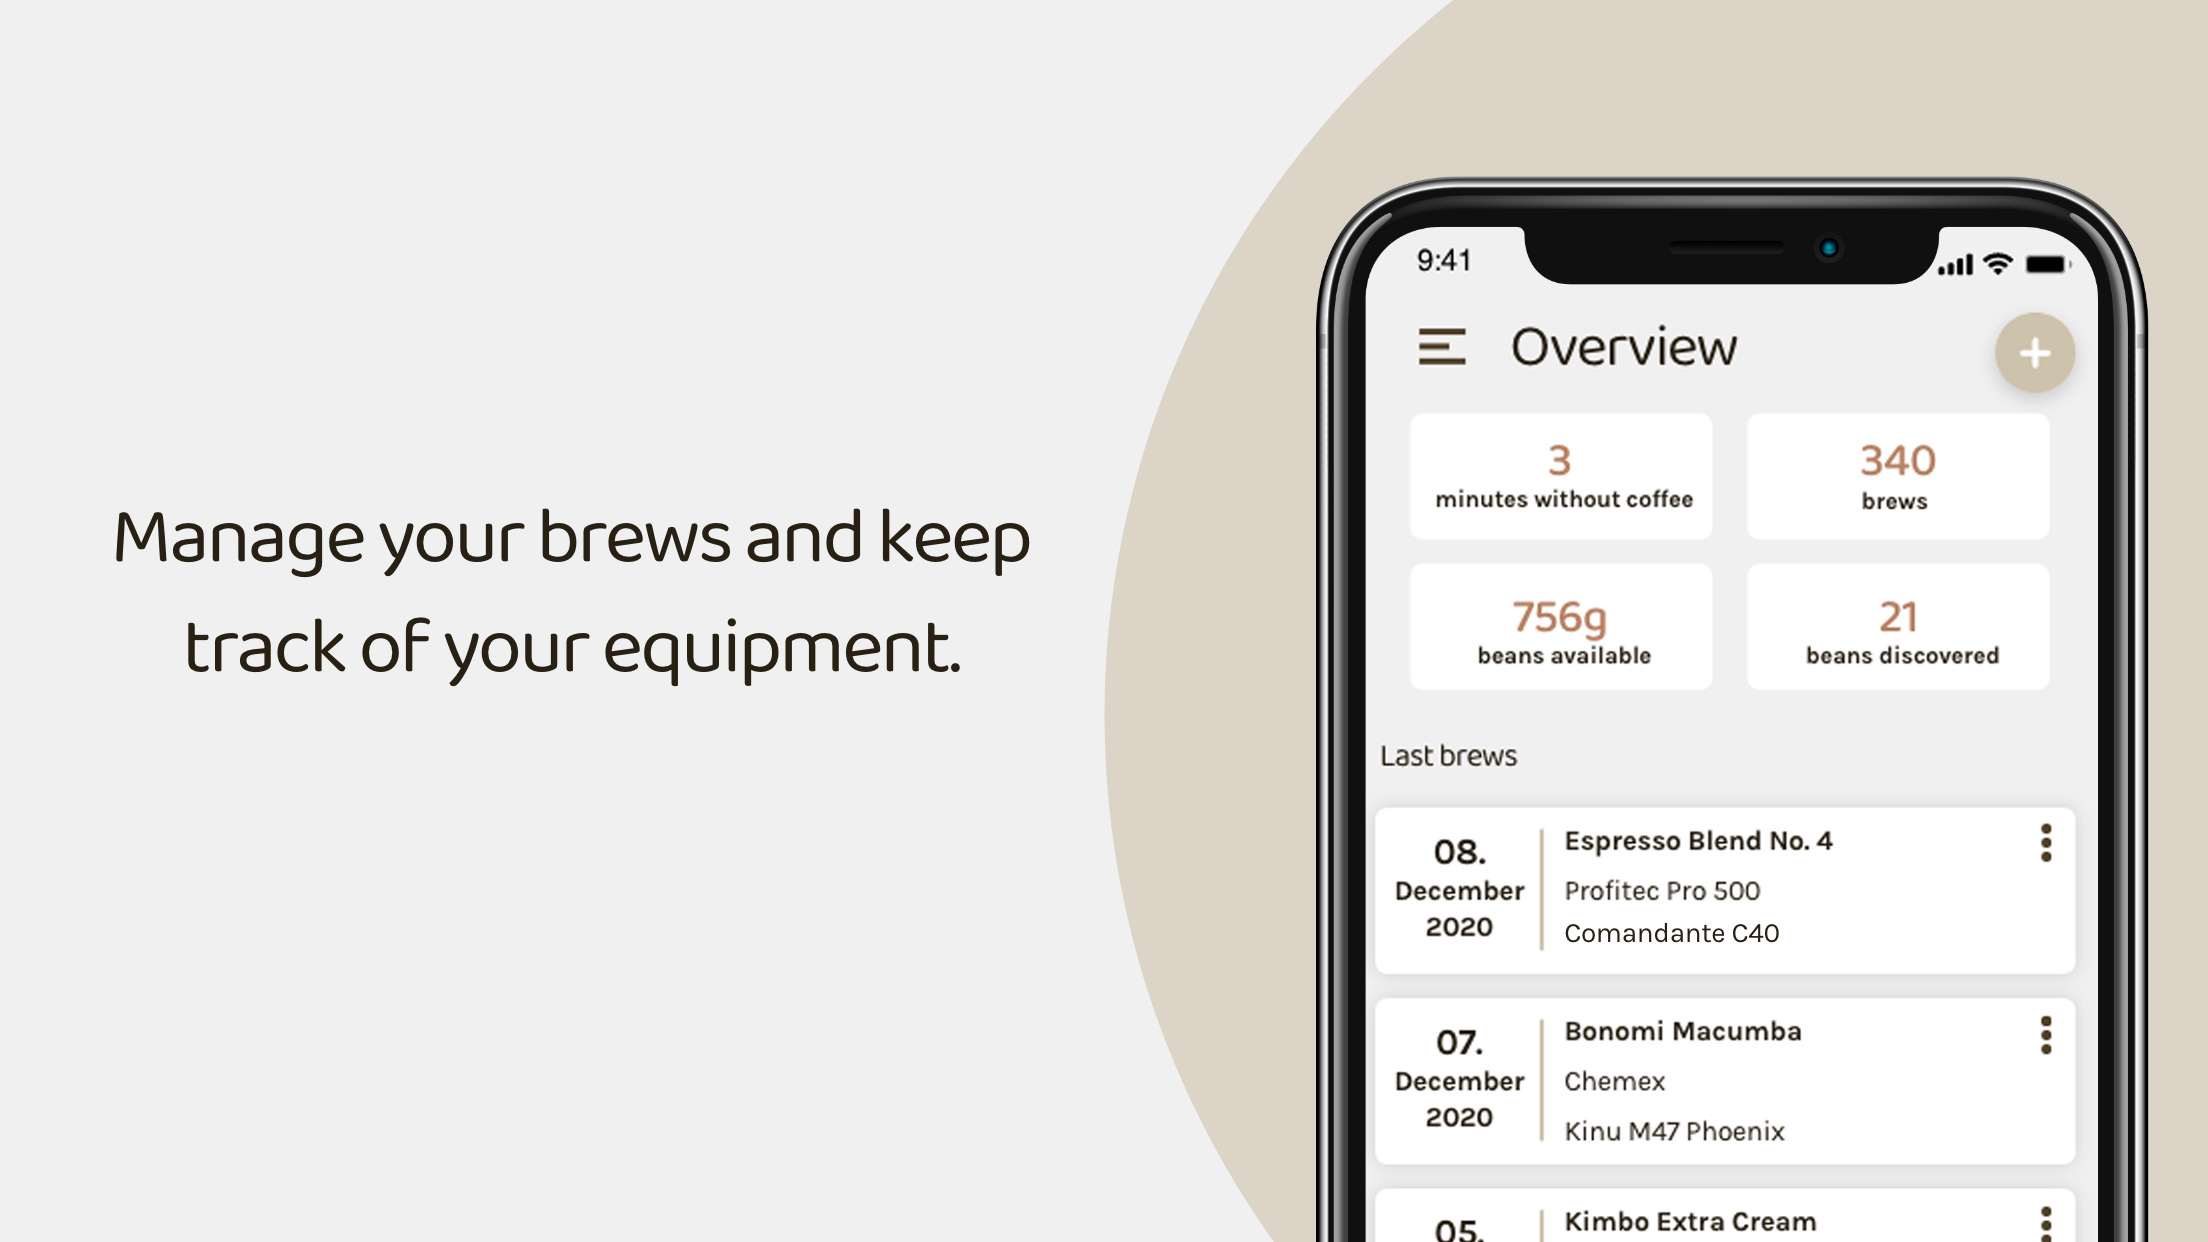 Manage your brews and keep
track of your equipment.
9:41
Overview
3
minutes without coffee
340
brews
756g
beans available
21
beans discovered
Last brews
08.
December
2020
Espresso Blend No. 4
Profitec Pro 500
Comandante C40
07.
December
2020
Bonomi Macumba
Chemex
Kinu M47 Phoenix
05.
Kimbo Extra Cream